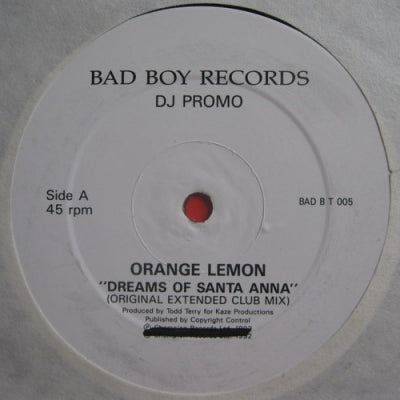 BAD BOY RECORDS
DJ PROMO
Side A
45 rpm
BAD B T 005
ORANGE LEMON
"DREAMS OF SANTA ANNA"
(ORIGINAL EXTENDED CLUB MIX)
Produced by Todd Terry for Kaze Productions
Published by Copyright Control
1992